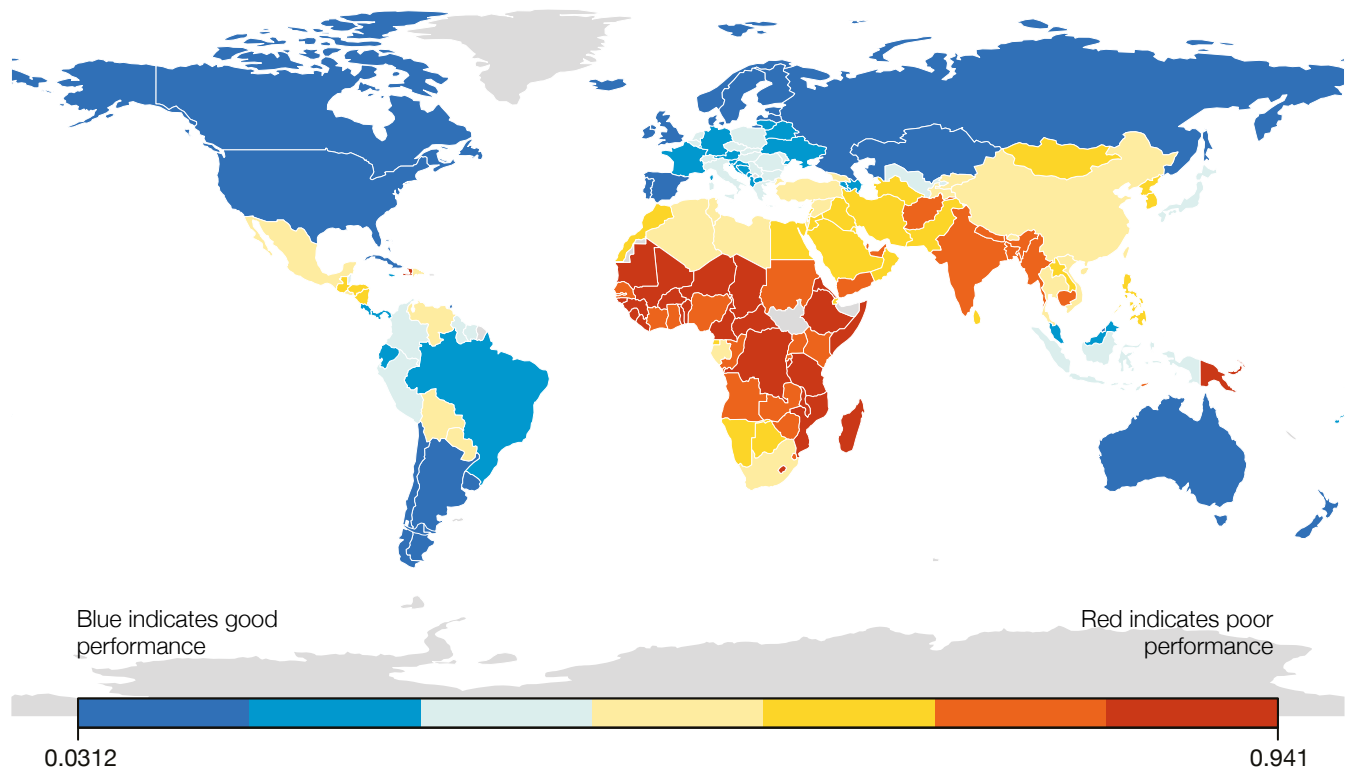 Blue indicates good
performance
Red indicates poor
performance
0.0312
0.941